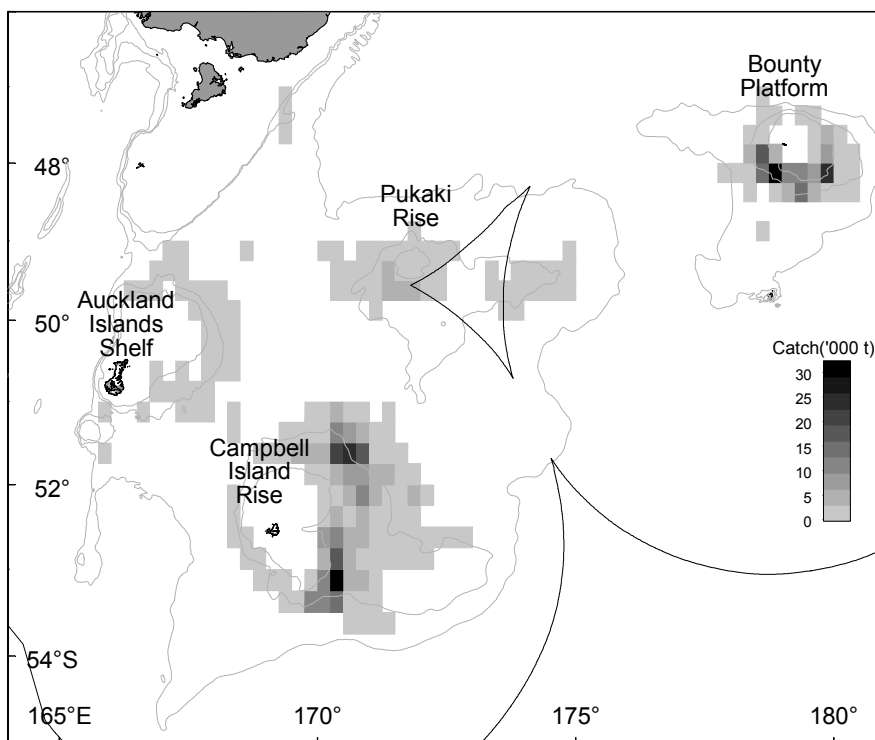 Bounty
Platform
48°
Pukaki
Rise
Auckland
Islands
Shelf
50°
Catch('000 t)
30
25
20
15
10
5
0
Campbell
Island
Rise
52°
54°S
165°E
170°
175°
180°